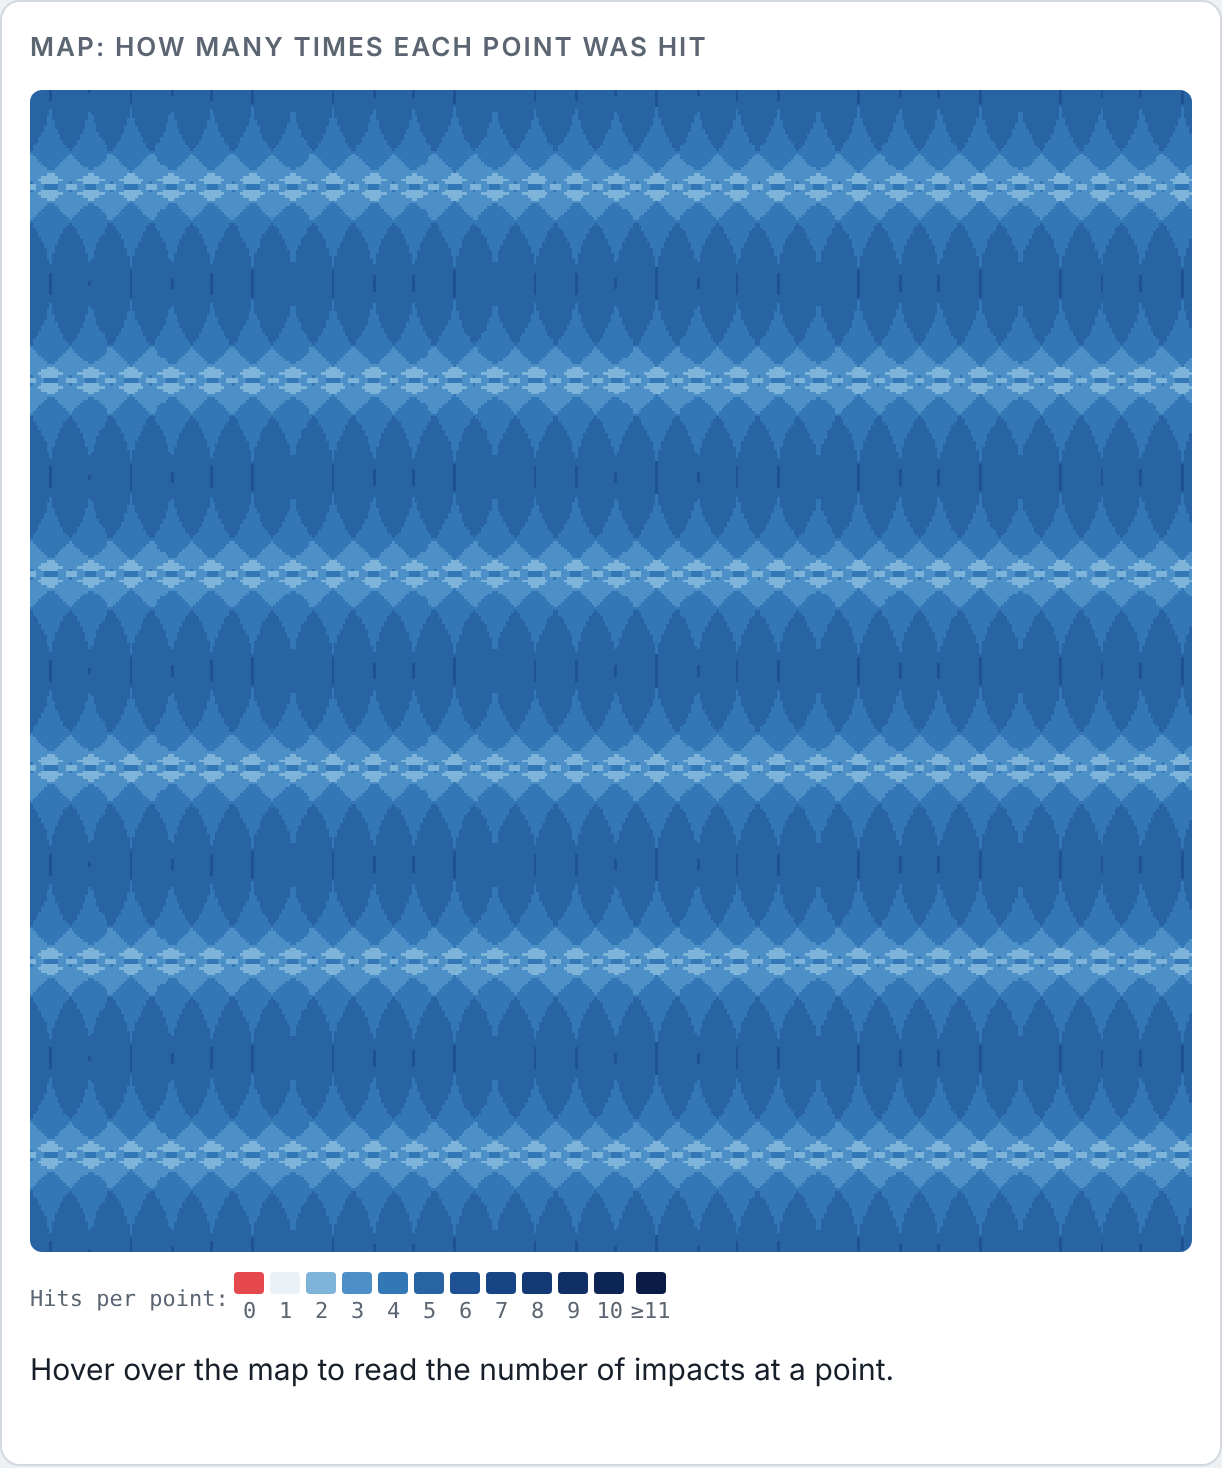 MAP: HOW MANY TIMES EACH POINT WAS HIT
Hits per point:
0 1 2 3 4 5 6 7 8 9 10 ≥11
Hover over the map to read the number of impacts at a point.